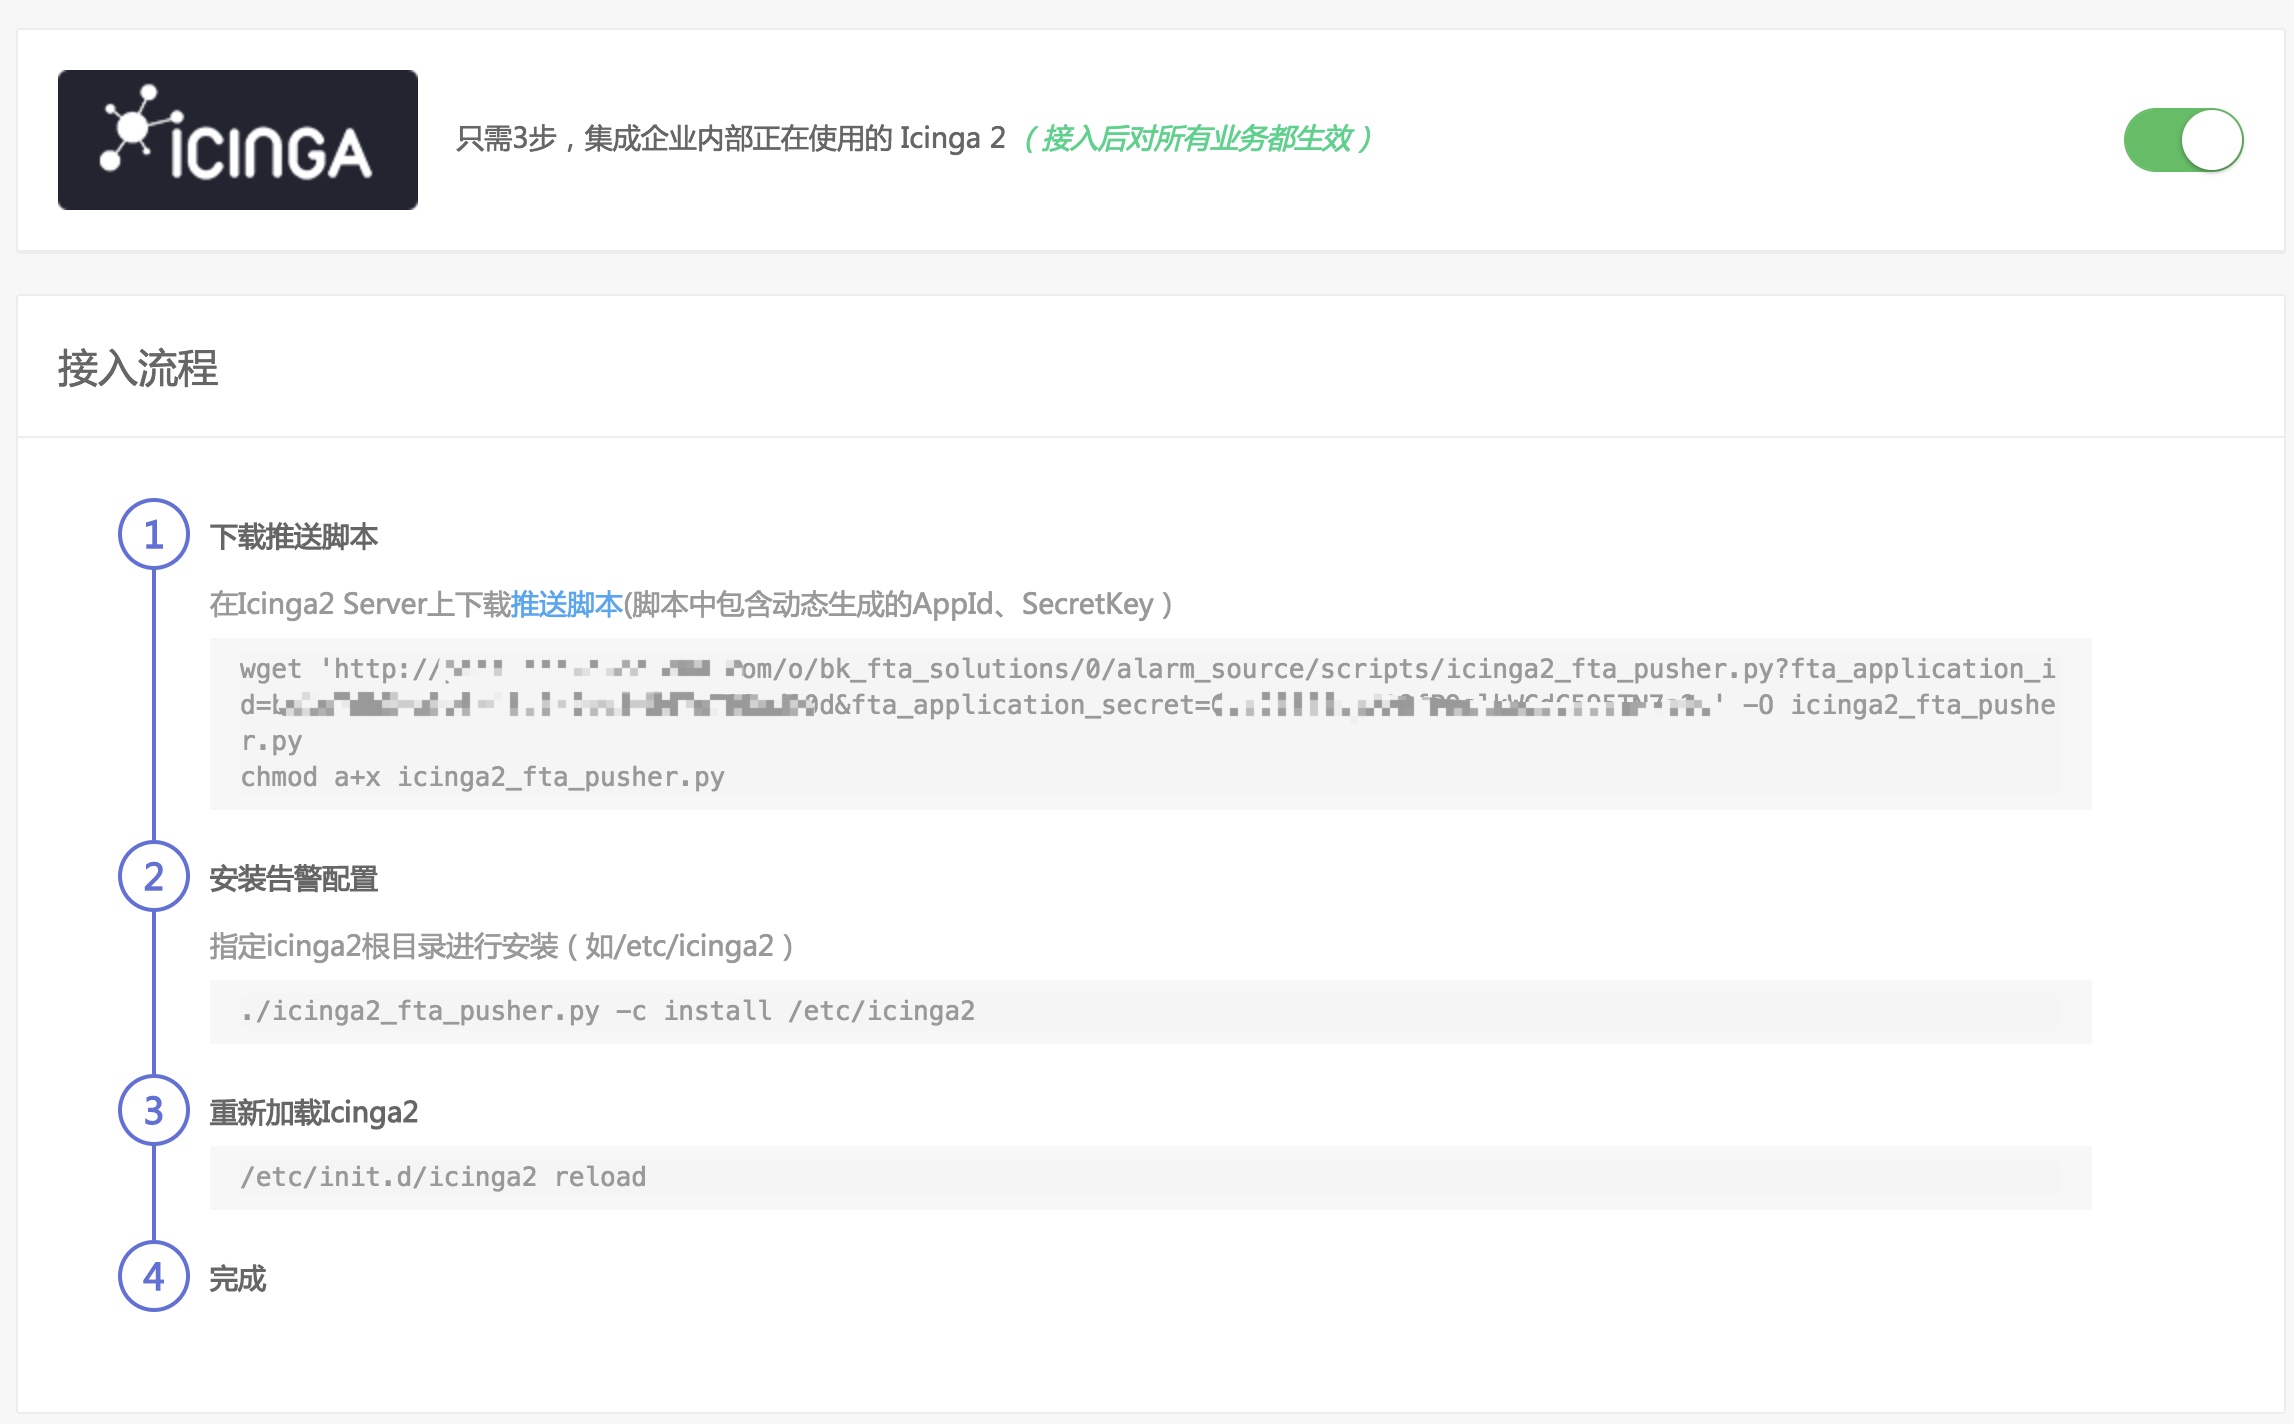 ICINGA
只需3步，集成企业内部正在使用的 Icinga 2（接入后对所有业务都生效）
接入流程
1 下载推送脚本
在Icinga2 Server上下载推送脚本(脚本中包含动态生成的AppId、SecretKey）
wget 'http:// om/o/bk_fta_solutions/0/alarm_source/scripts/icinga2_fta_pusher.py?fta_application_i
d= 0d&fta_application_secret= ' -O icinga2_fta_pushe
r.py
chmod a+x icinga2_fta_pusher.py
2 安装告警配置
指定icinga2根目录进行安装（如/etc/icinga2）
./icinga2_fta_pusher.py -c install /etc/icinga2
3 重新加载Icinga2
/etc/init.d/icinga2 reload
4 完成